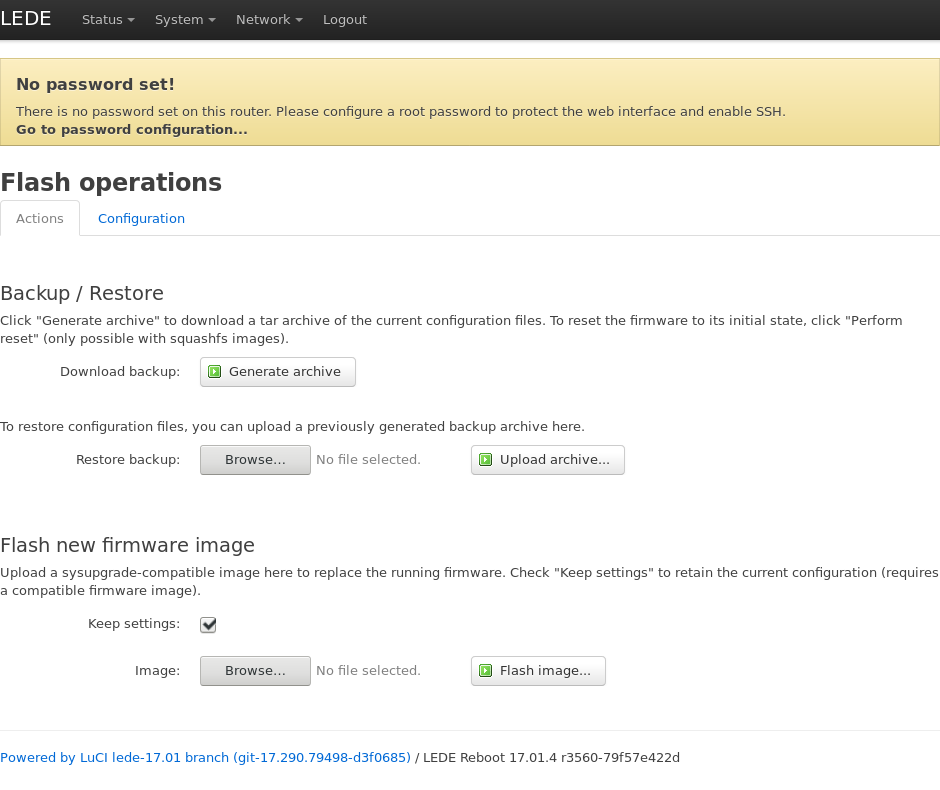 LEDE Status System Network Logout
No password set!
There is no password set on this router. Please configure a root password to protect the web interface and enable SSH.
Go to password configuration...
Flash operations
Actions Configuration
Backup / Restore
Click "Generate archive" to download a tar archive of the current configuration files. To reset the firmware to its initial state, click "Perform
reset" (only possible with squashfs images).
Download backup: Generate archive
To restore configuration files, you can upload a previously generated backup archive here.
Restore backup: Browse... No file selected. Upload archive...
Flash new firmware image
Upload a sysupgrade-compatible image here to replace the running firmware. Check "Keep settings" to retain the current configuration (requires
a compatible firmware image).
Keep settings:
Image: Browse... No file selected. Flash image...
Powered by LuCI lede-17.01 branch (git-17.290.79498-d3f0685) / LEDE Reboot 17.01.4 r3560-79f57e422d